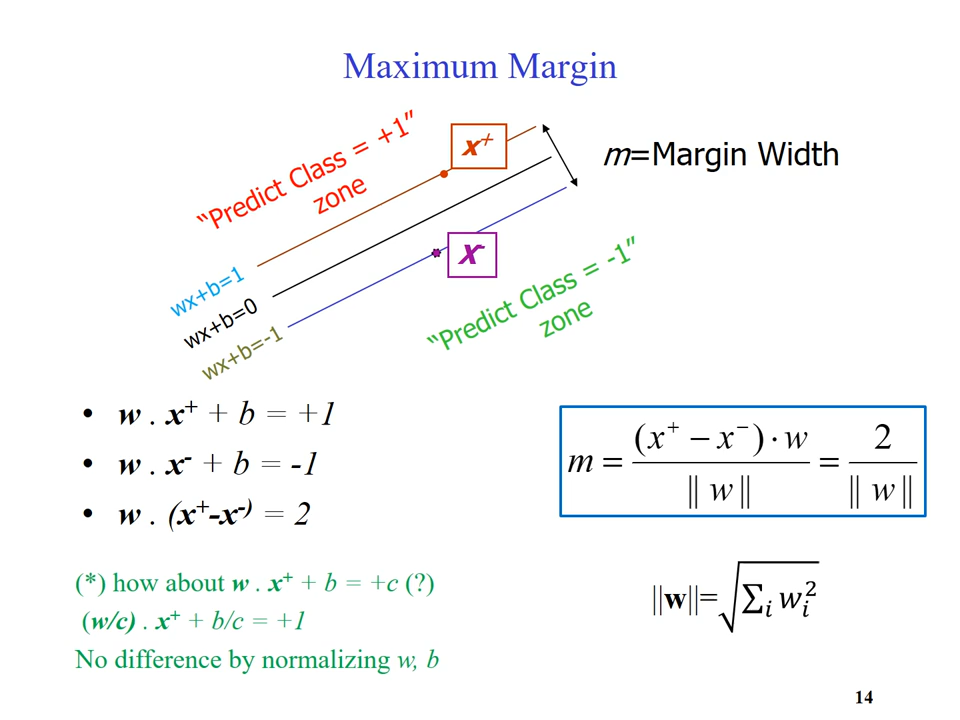 Maximum Margin
“Predict Class = +1”
zone
x+
m=Margin Width
x-
wx+b=1
wx+b=0
wx+b=-1
“Predict Class = -1”
zone
• w . x+ + b = +1
• w . x- + b = -1
• w . (x+-x-) = 2
m = (x+ − x−) · w / || w || = 2 / || w ||
(*) how about w . x+ + b = +c (?)
(w/c) . x+ + b/c = +1
No difference by normalizing w, b
||w||=√∑i wi2
14